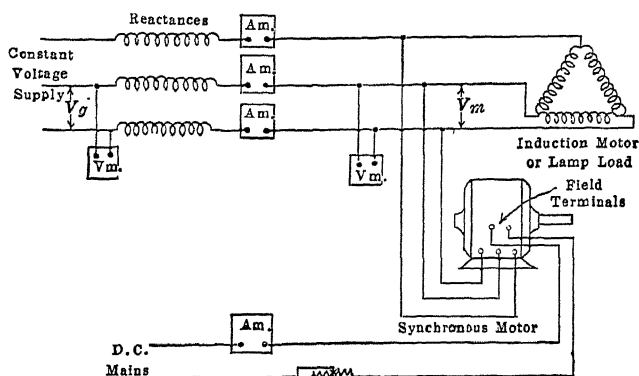 Reactances
Am.
Constant
Voltage
Supply
Am.
Vg
Am.
Vm
Vm.
Vm.
Induction Motor
or Lamp Load
Field
Terminals
Synchronous Motor
Am.
D.C.
Mains